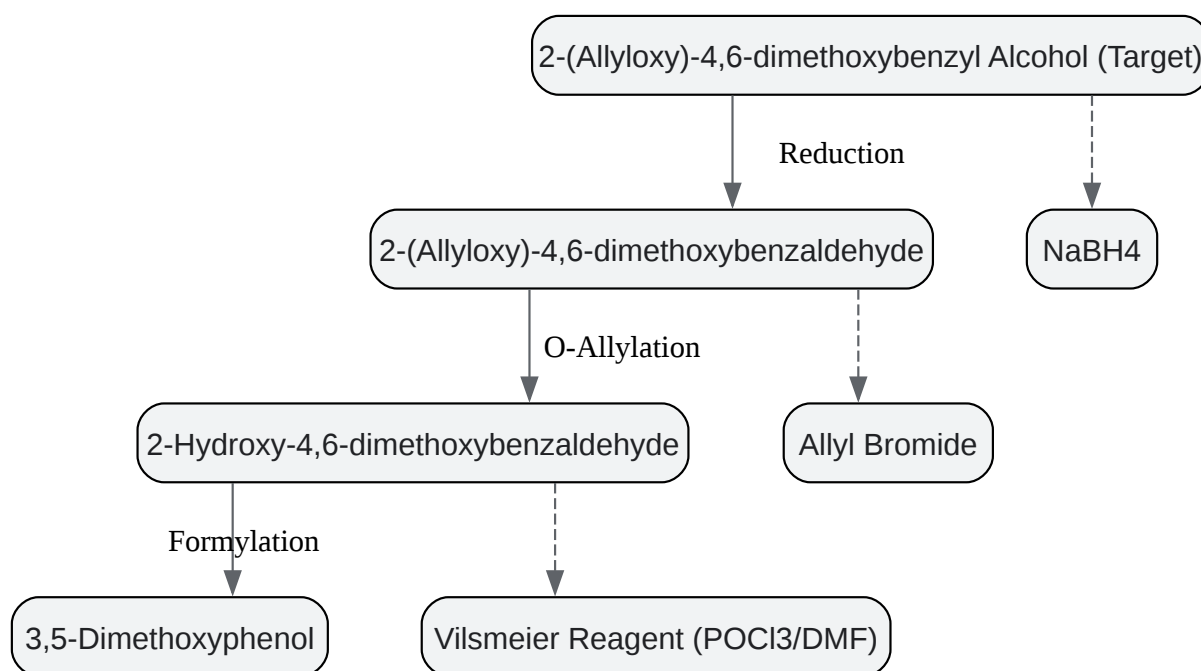 2-(Allyloxy)-4,6-dimethoxybenzyl Alcohol (Target)
Reduction
2-(Allyloxy)-4,6-dimethoxybenzaldehyde
NaBH4
O-Allylation
2-Hydroxy-4,6-dimethoxybenzaldehyde
Allyl Bromide
Formylation
3,5-Dimethoxyphenol
Vilsmeier Reagent (POCl3/DMF)